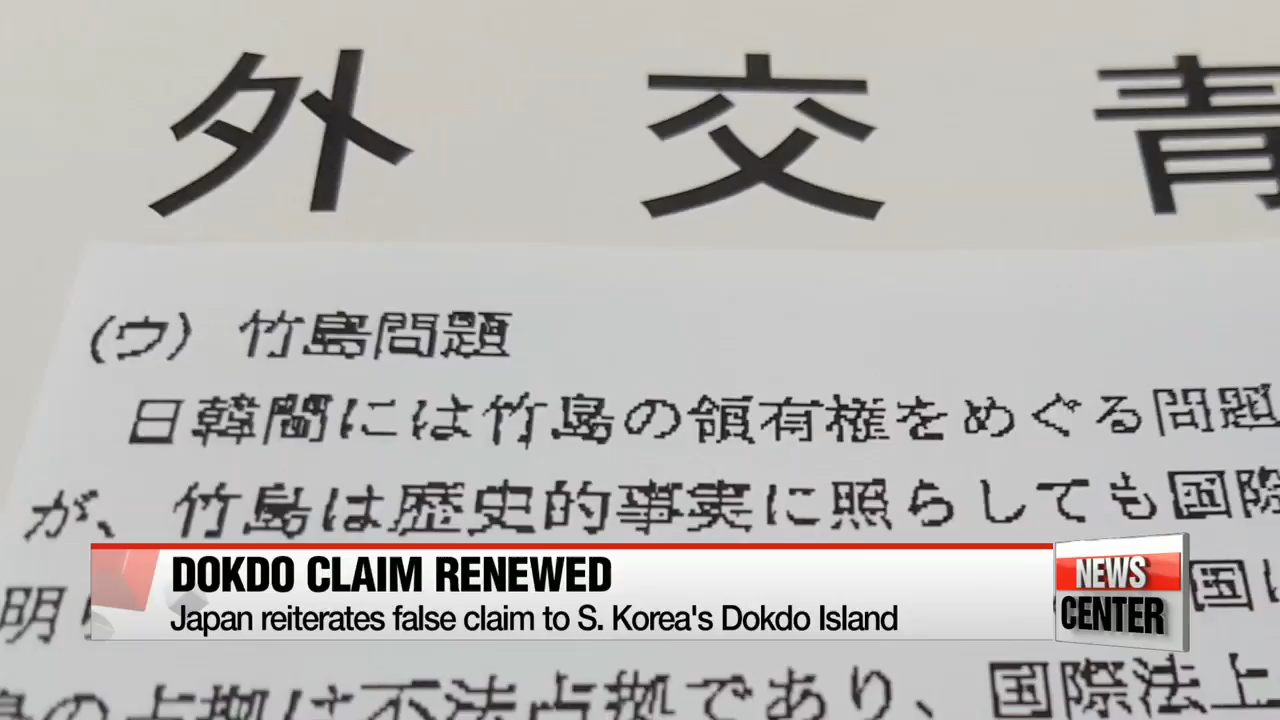 外交青
(ウ) 竹島問題
日韓間には竹島の領有権をめぐる問題
が、竹島は歴史的事実に照らしても国際
明
国
の占拠は不法占拠であり、国際法上
DOKDO CLAIM RENEWED
Japan reiterates false claim to S. Korea's Dokdo Island
NEWS
CENTER